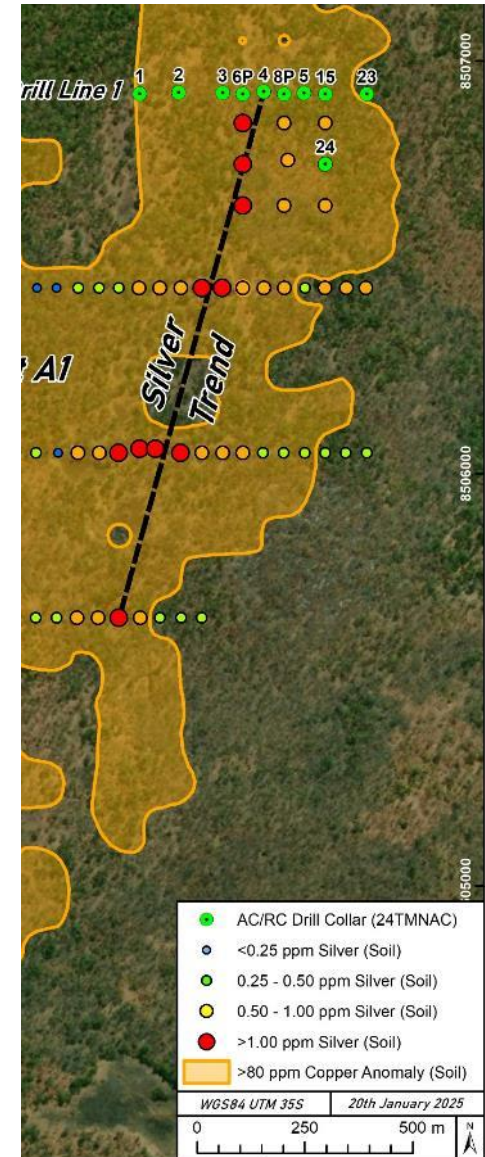 8507000
1 2 3 6P 4 8P 5 15 23
rill Line 1
24
Silver
Trend
A1
8506000
05000
AC/RC Drill Collar (24TMNAC)
<0.25 ppm Silver (Soil)
0.25 - 0.50 ppm Silver (Soil)
0.50 - 1.00 ppm Silver (Soil)
>1.00 ppm Silver (Soil)
>80 ppm Copper Anomaly (Soil)
WGS84 UTM 35S 20th January 2025
0 250 500 m
N